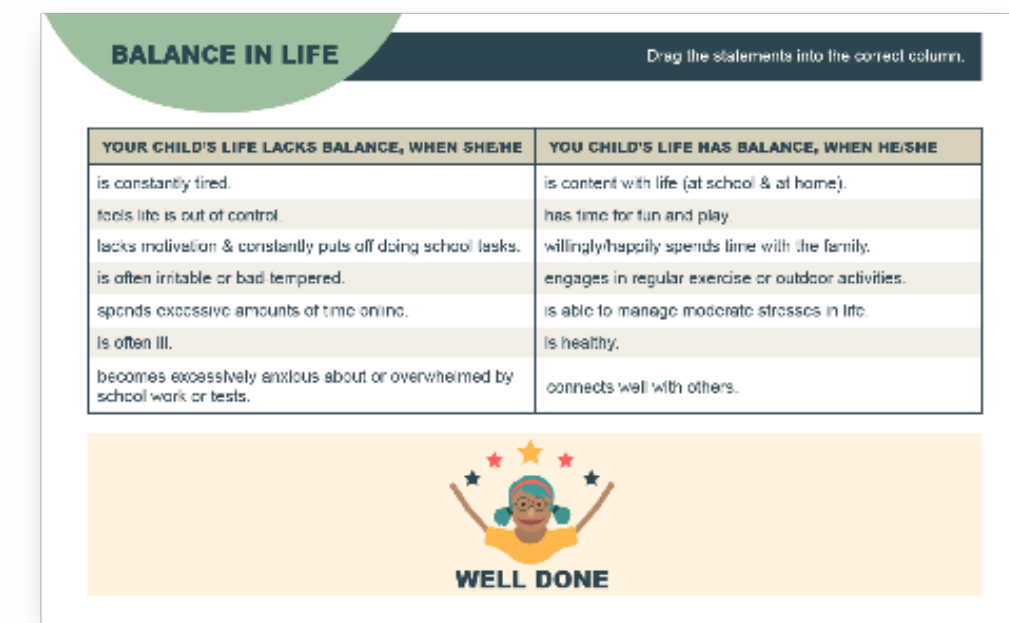 BALANCE IN LIFE
Drag the statements into the correct column.
YOUR CHILD'S LIFE LACKS BALANCE, WHEN SHE/HE
YOU CHILD'S LIFE HAS BALANCE, WHEN HE/SHE
is constantly tired.
is content with life (at school & at home).
feels life is out of control.
has time for fun and play.
lacks motivation & constantly puts off doing school tasks.
willingly/happily spends time with the family.
is often irritable or bad-tempered.
engages in regular exercise or outdoor activities.
spends excessive amounts of time online.
is able to manage moderate stresses in life.
is often ill.
is healthy.
becomes excessively anxious about or overwhelmed by
school work or tests.
connects well with others.
WELL DONE